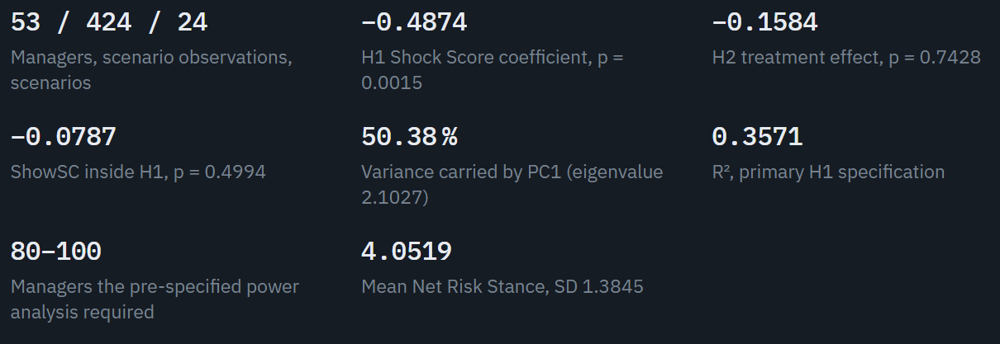 53 / 424 / 24
Managers, scenario observations,
scenarios
−0.4874
H1 Shock Score coefficient, p =
0.0015
−0.1584
H2 treatment effect, p = 0.7428
−0.0787
ShowSC inside H1, p = 0.4994
50.38%
Variance carried by PC1 (eigenvalue
2.1027)
0.3571
R², primary H1 specification
80–100
Managers the pre-specified power
analysis required
4.0519
Mean Net Risk Stance, SD 1.3845